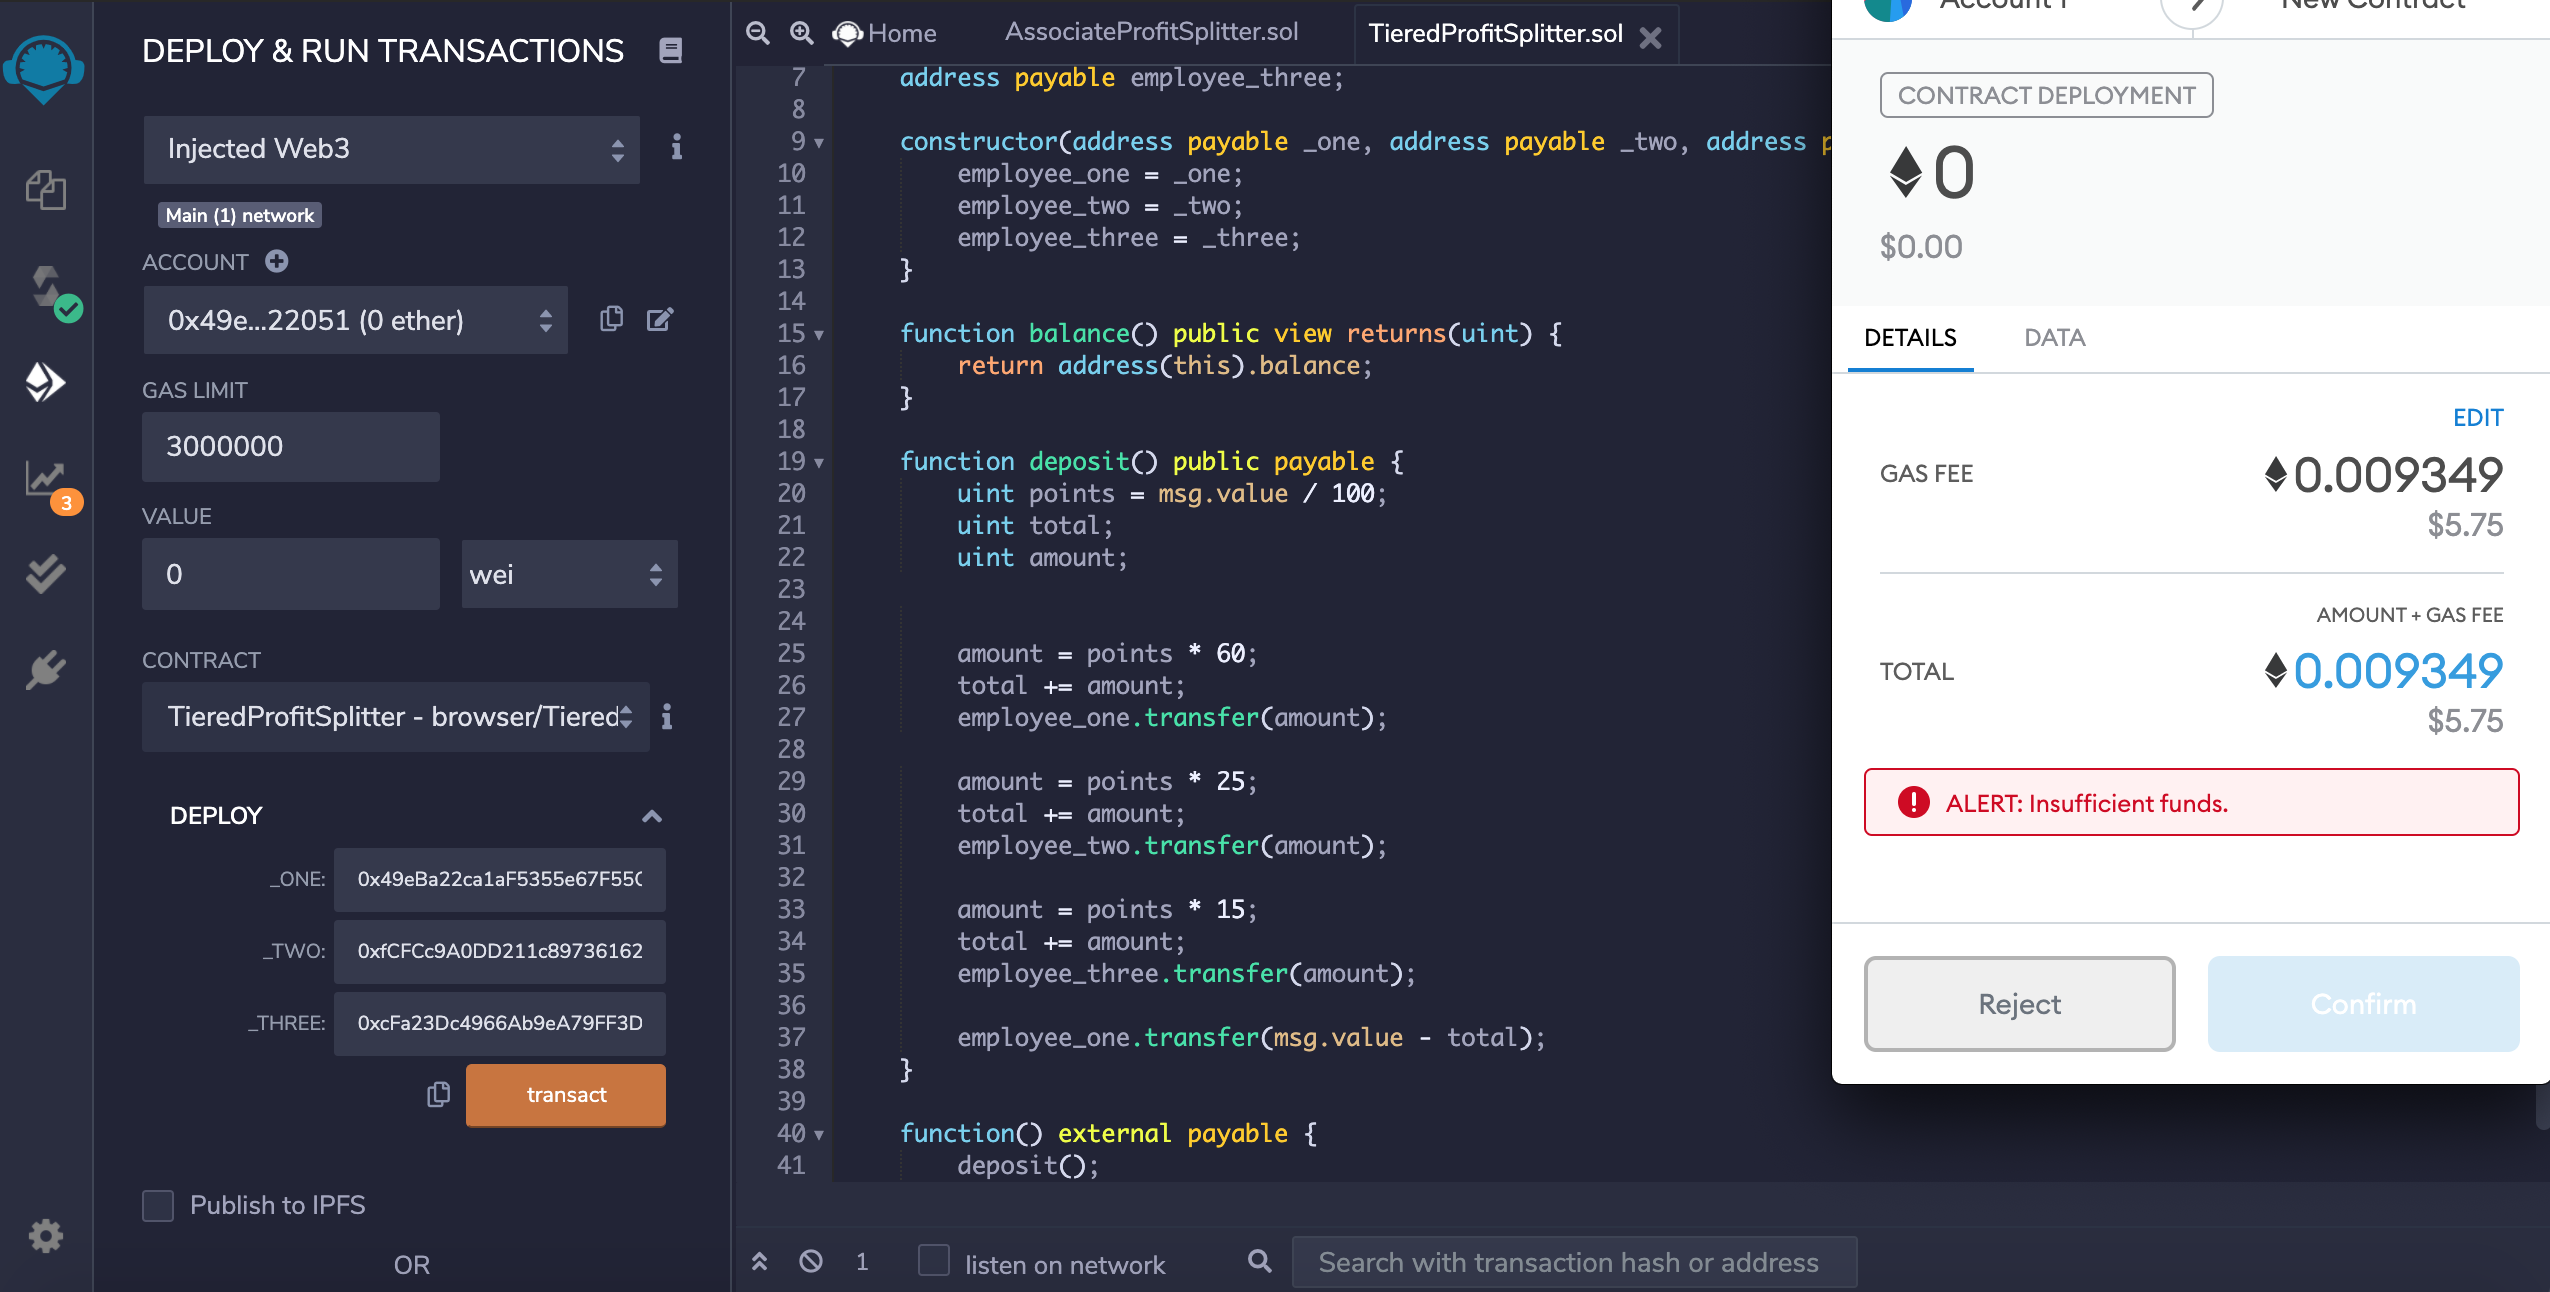 DEPLOY & RUN TRANSACTIONS
Injected Web3
Main (1) network
ACCOUNT
0x49e...22051 (0 ether)
GAS LIMIT
3000000
VALUE
0
wei
CONTRACT
TieredProfitSplitter - browser/Tiered
DEPLOY
_ONE:
0x49eBa22ca1aF5355e67F55
_TWO:
0xfCFCc9A0DD211c89736162
_THREE:
0xcFa23Dc4966Ab9eA79FF3D
transact
Publish to IPFS
OR
3
Home
AssociateProfitSplitter.sol
TieredProfitSplitter.sol
7 address payable employee_three;
8
9 constructor(address payable _one, address payable _two, address p
10 employee_one = _one;
11 employee_two = _two;
12 employee_three = _three;
13 }
14
15 function balance() public view returns(uint) {
16 return address(this).balance;
17 }
18
19 function deposit() public payable {
20 uint points = msg.value / 100;
21 uint total;
22 uint amount;
23
24
25 amount = points * 60;
26 total += amount;
27 employee_one.transfer(amount);
28
29 amount = points * 25;
30 total += amount;
31 employee_two.transfer(amount);
32
33 amount = points * 15;
34 total += amount;
35 employee_three.transfer(amount);
36
37 employee_one.transfer(msg.value - total);
38 }
39
40 function() external payable {
41 deposit();
1
listen on network
Search with transaction hash or address
Account 1
New Contract
CONTRACT DEPLOYMENT
0
$0.00
DETAILS
DATA
EDIT
GAS FEE
0.009349
$5.75
AMOUNT + GAS FEE
TOTAL
0.009349
$5.75
ALERT: Insufficient funds.
Reject
Confirm